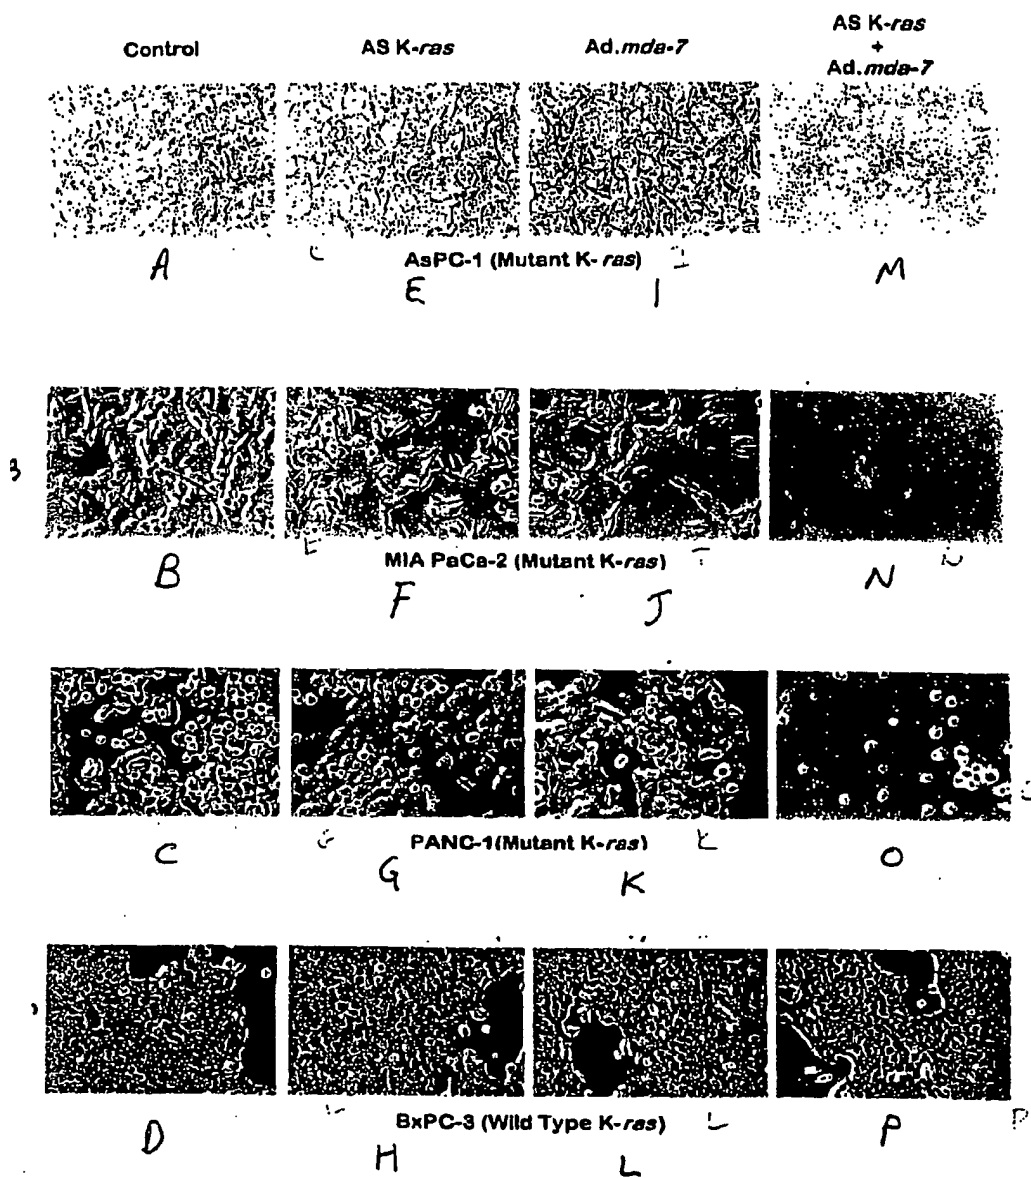 Control AS K-ras Ad.mda-7 AS K-ras
+
Ad.mda-7
AsPC-1 (Mutant K-ras)
A E I M
MIA PaCa-2 (Mutant K-ras)
B F J N
PANC-1(Mutant K-ras)
C G K O
BxPC-3 (Wild Type K-ras)
D H L P